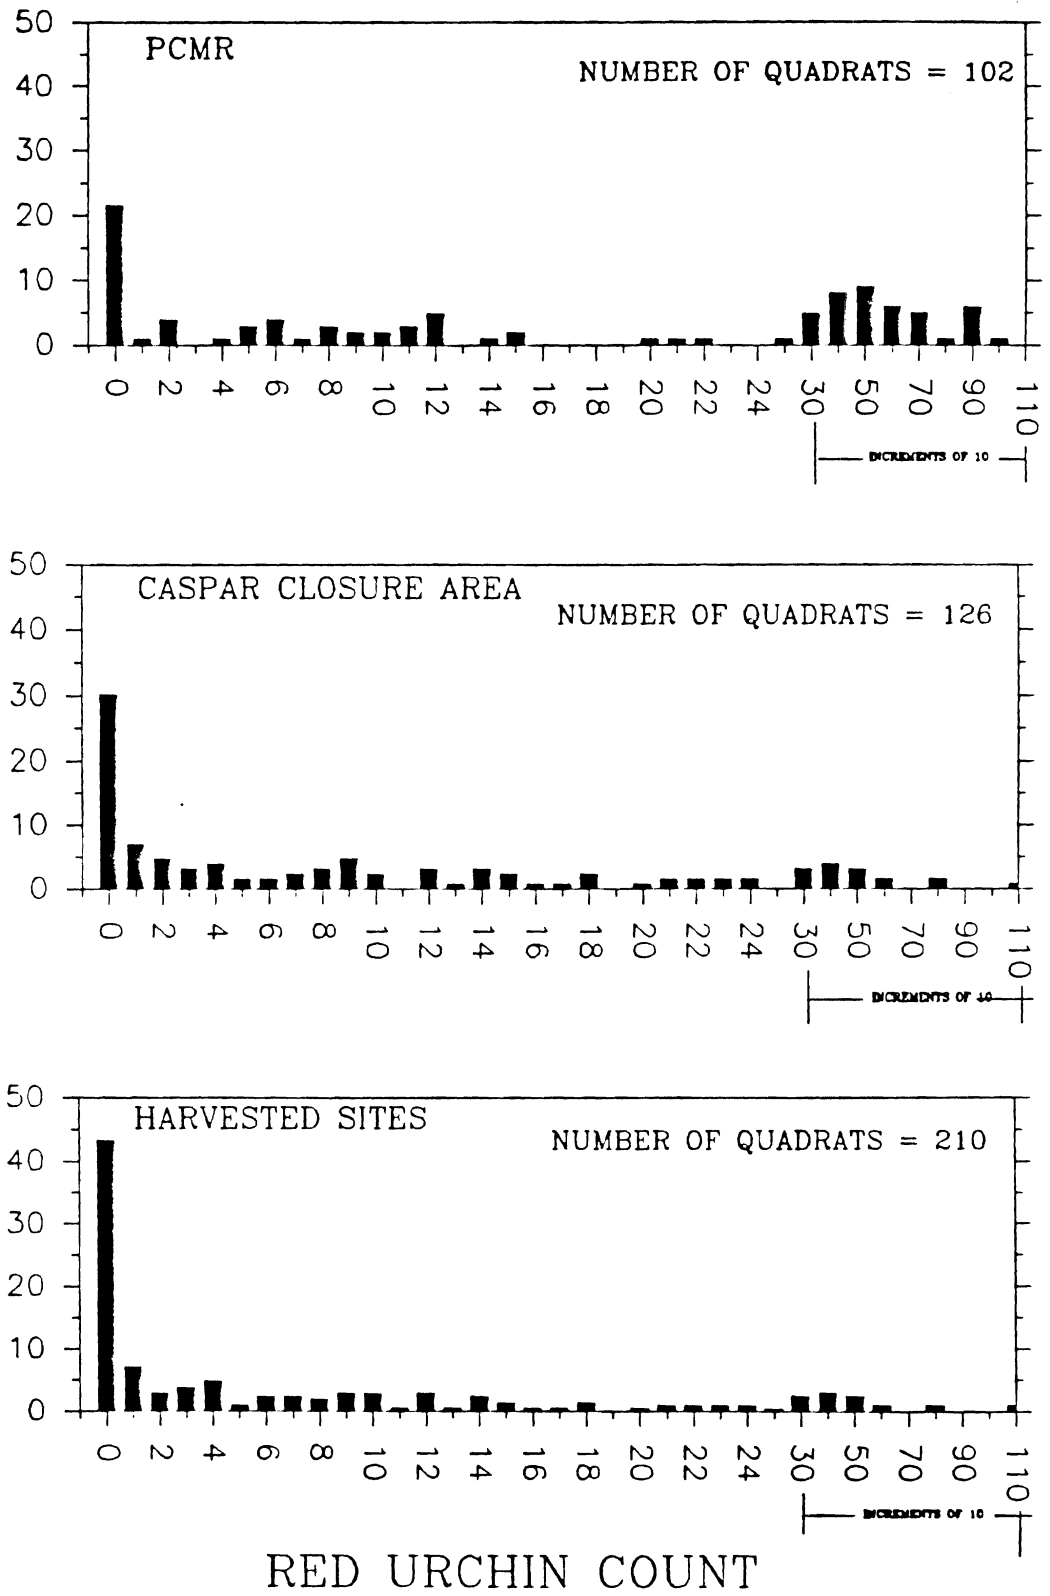 50
PCMR
NUMBER OF QUADRATS = 102
40
30
20
10
0
0 2 4 6 8 10 12 14 16 18 20 22 24 30 50 70 90 110
INCREMENTS OF 10
50
CASPAR CLOSURE AREA
NUMBER OF QUADRATS = 126
40
30
20
10
0
0 2 4 6 8 10 12 14 16 18 20 22 24 30 50 70 90 110
INCREMENTS OF 10
50
HARVESTED SITES
NUMBER OF QUADRATS = 210
40
30
20
10
0
0 2 4 6 8 10 12 14 16 18 20 22 24 30 50 70 90 110
INCREMENTS OF 10
RED URCHIN COUNT